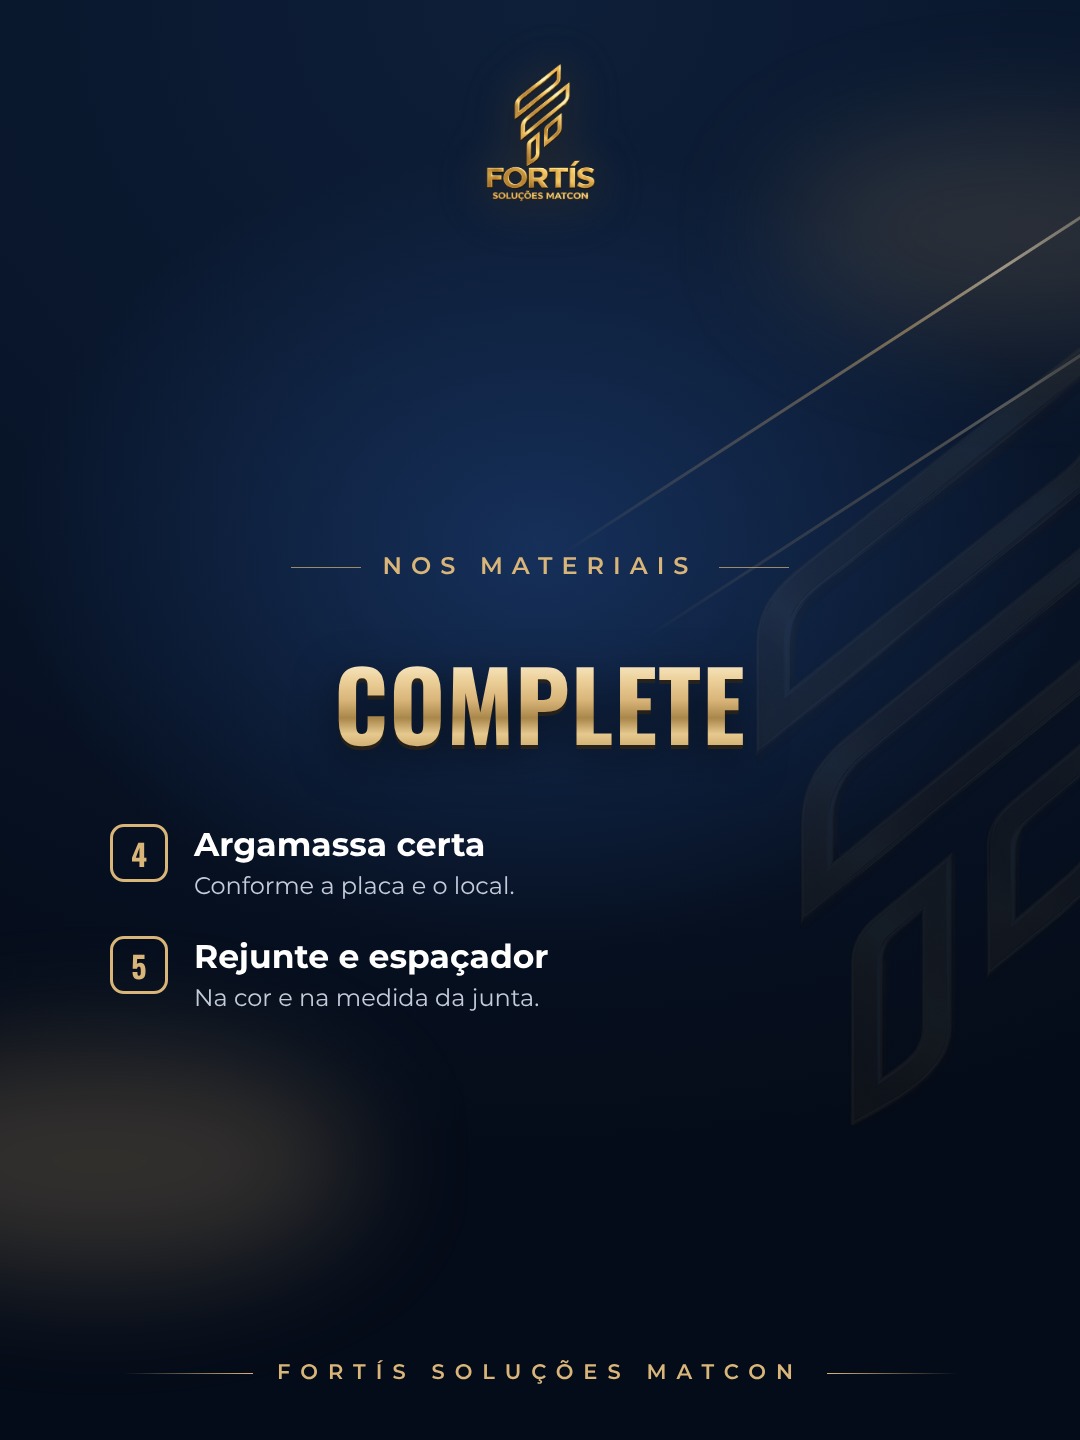 FORTÍS
SOLUÇÕES MATCON
NOS MATERIAIS
COMPLETE
4
Argamassa certa
Conforme a placa e o local.
5
Rejunte e espaçador
Na cor e na medida da junta.
FORTÍS SOLUÇÕES MATCON